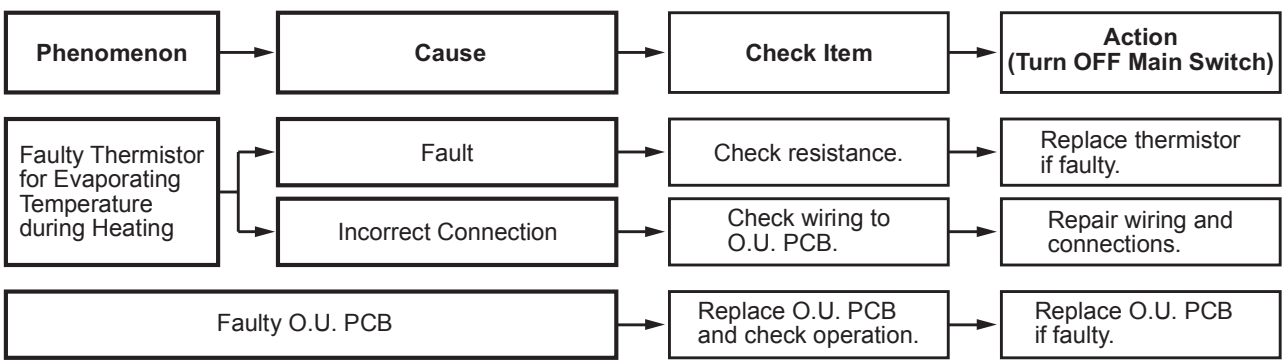 Phenomenon
Cause
Check Item
Action
(Turn OFF Main Switch)
Faulty Thermistor
for Evaporating
Temperature
during Heating
Fault
Check resistance.
Replace thermistor
if faulty.
Incorrect Connection
Check wiring to
O.U. PCB.
Repair wiring and
connections.
Faulty O.U. PCB
Replace O.U. PCB
and check operation.
Replace O.U. PCB
if faulty.